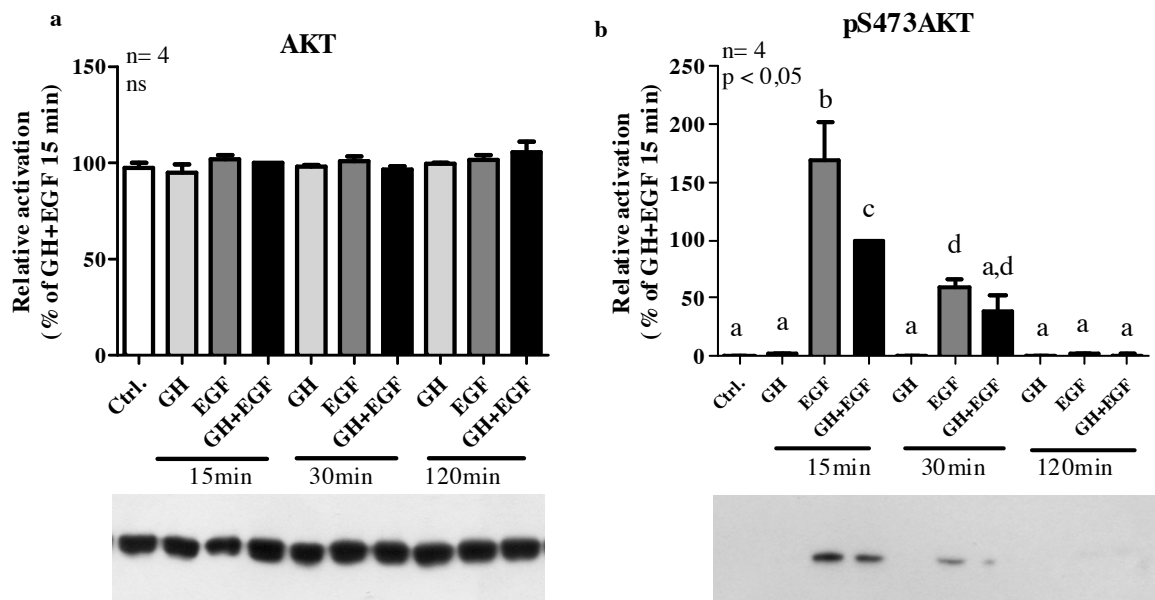 a
AKT
n= 4
ns
Relative activation
(% of GH+EGF 15 min)
150
100
50
0
Ctrl.
GH
EGF
GH+EGF
GH
EGF
GH+EGF
GH
EGF
GH+EGF
15min
30min
120min
b
pS473AKT
n= 4
p < 0,05
Relative activation
(% of GH+EGF 15 min)
250
200
150
100
50
0
a
a
b
c
a
d
a,d
a
a
a
Ctrl.
GH
EGF
GH+EGF
GH
EGF
GH+EGF
GH
EGF
GH+EGF
15min
30min
120min